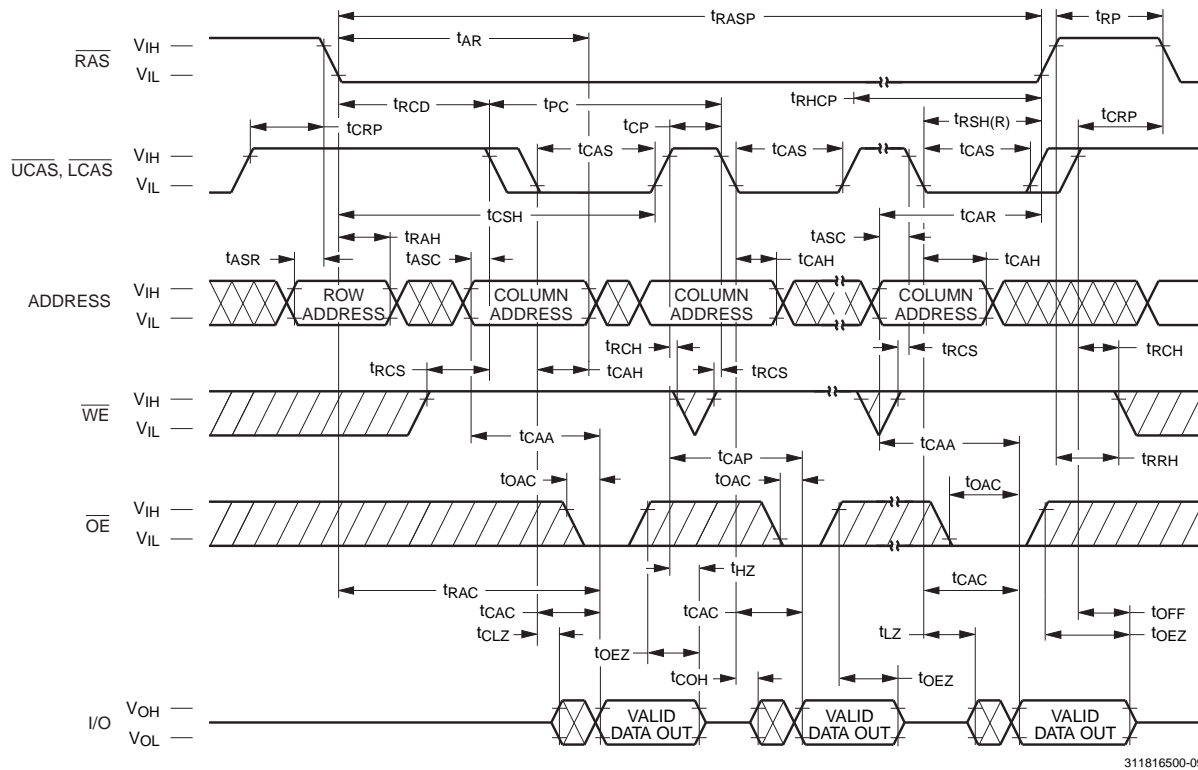 tRASP
tRP
tAR
RAS
VIH
VIL
tRCD
tPC
tRHCP
tCRP
tCP
tRSH(R)
tCRP
UCAS, LCAS
VIH
VIL
tCAS
tCAS
tCAS
tCSH
tCAR
tRAH
tASC
tASR
tASC
tCAH
tCAH
ADDRESS
VIH
VIL
ROW
ADDRESS
COLUMN
ADDRESS
COLUMN
ADDRESS
COLUMN
ADDRESS
tRCH
tRCS
tRCH
tRCS
tCAH
tRCS
WE
VIH
VIL
tCAA
tCAP
tCAA
tRRH
tOAC
tOAC
tOAC
OE
VIH
VIL
tHZ
tRAC
tCAC
tCAC
tCAC
tOFF
tCLZ
tLZ
tOEZ
tOEZ
tCOH
tOEZ
I/O
VOH
VOL
VALID
DATA OUT
VALID
DATA OUT
VALID
DATA OUT